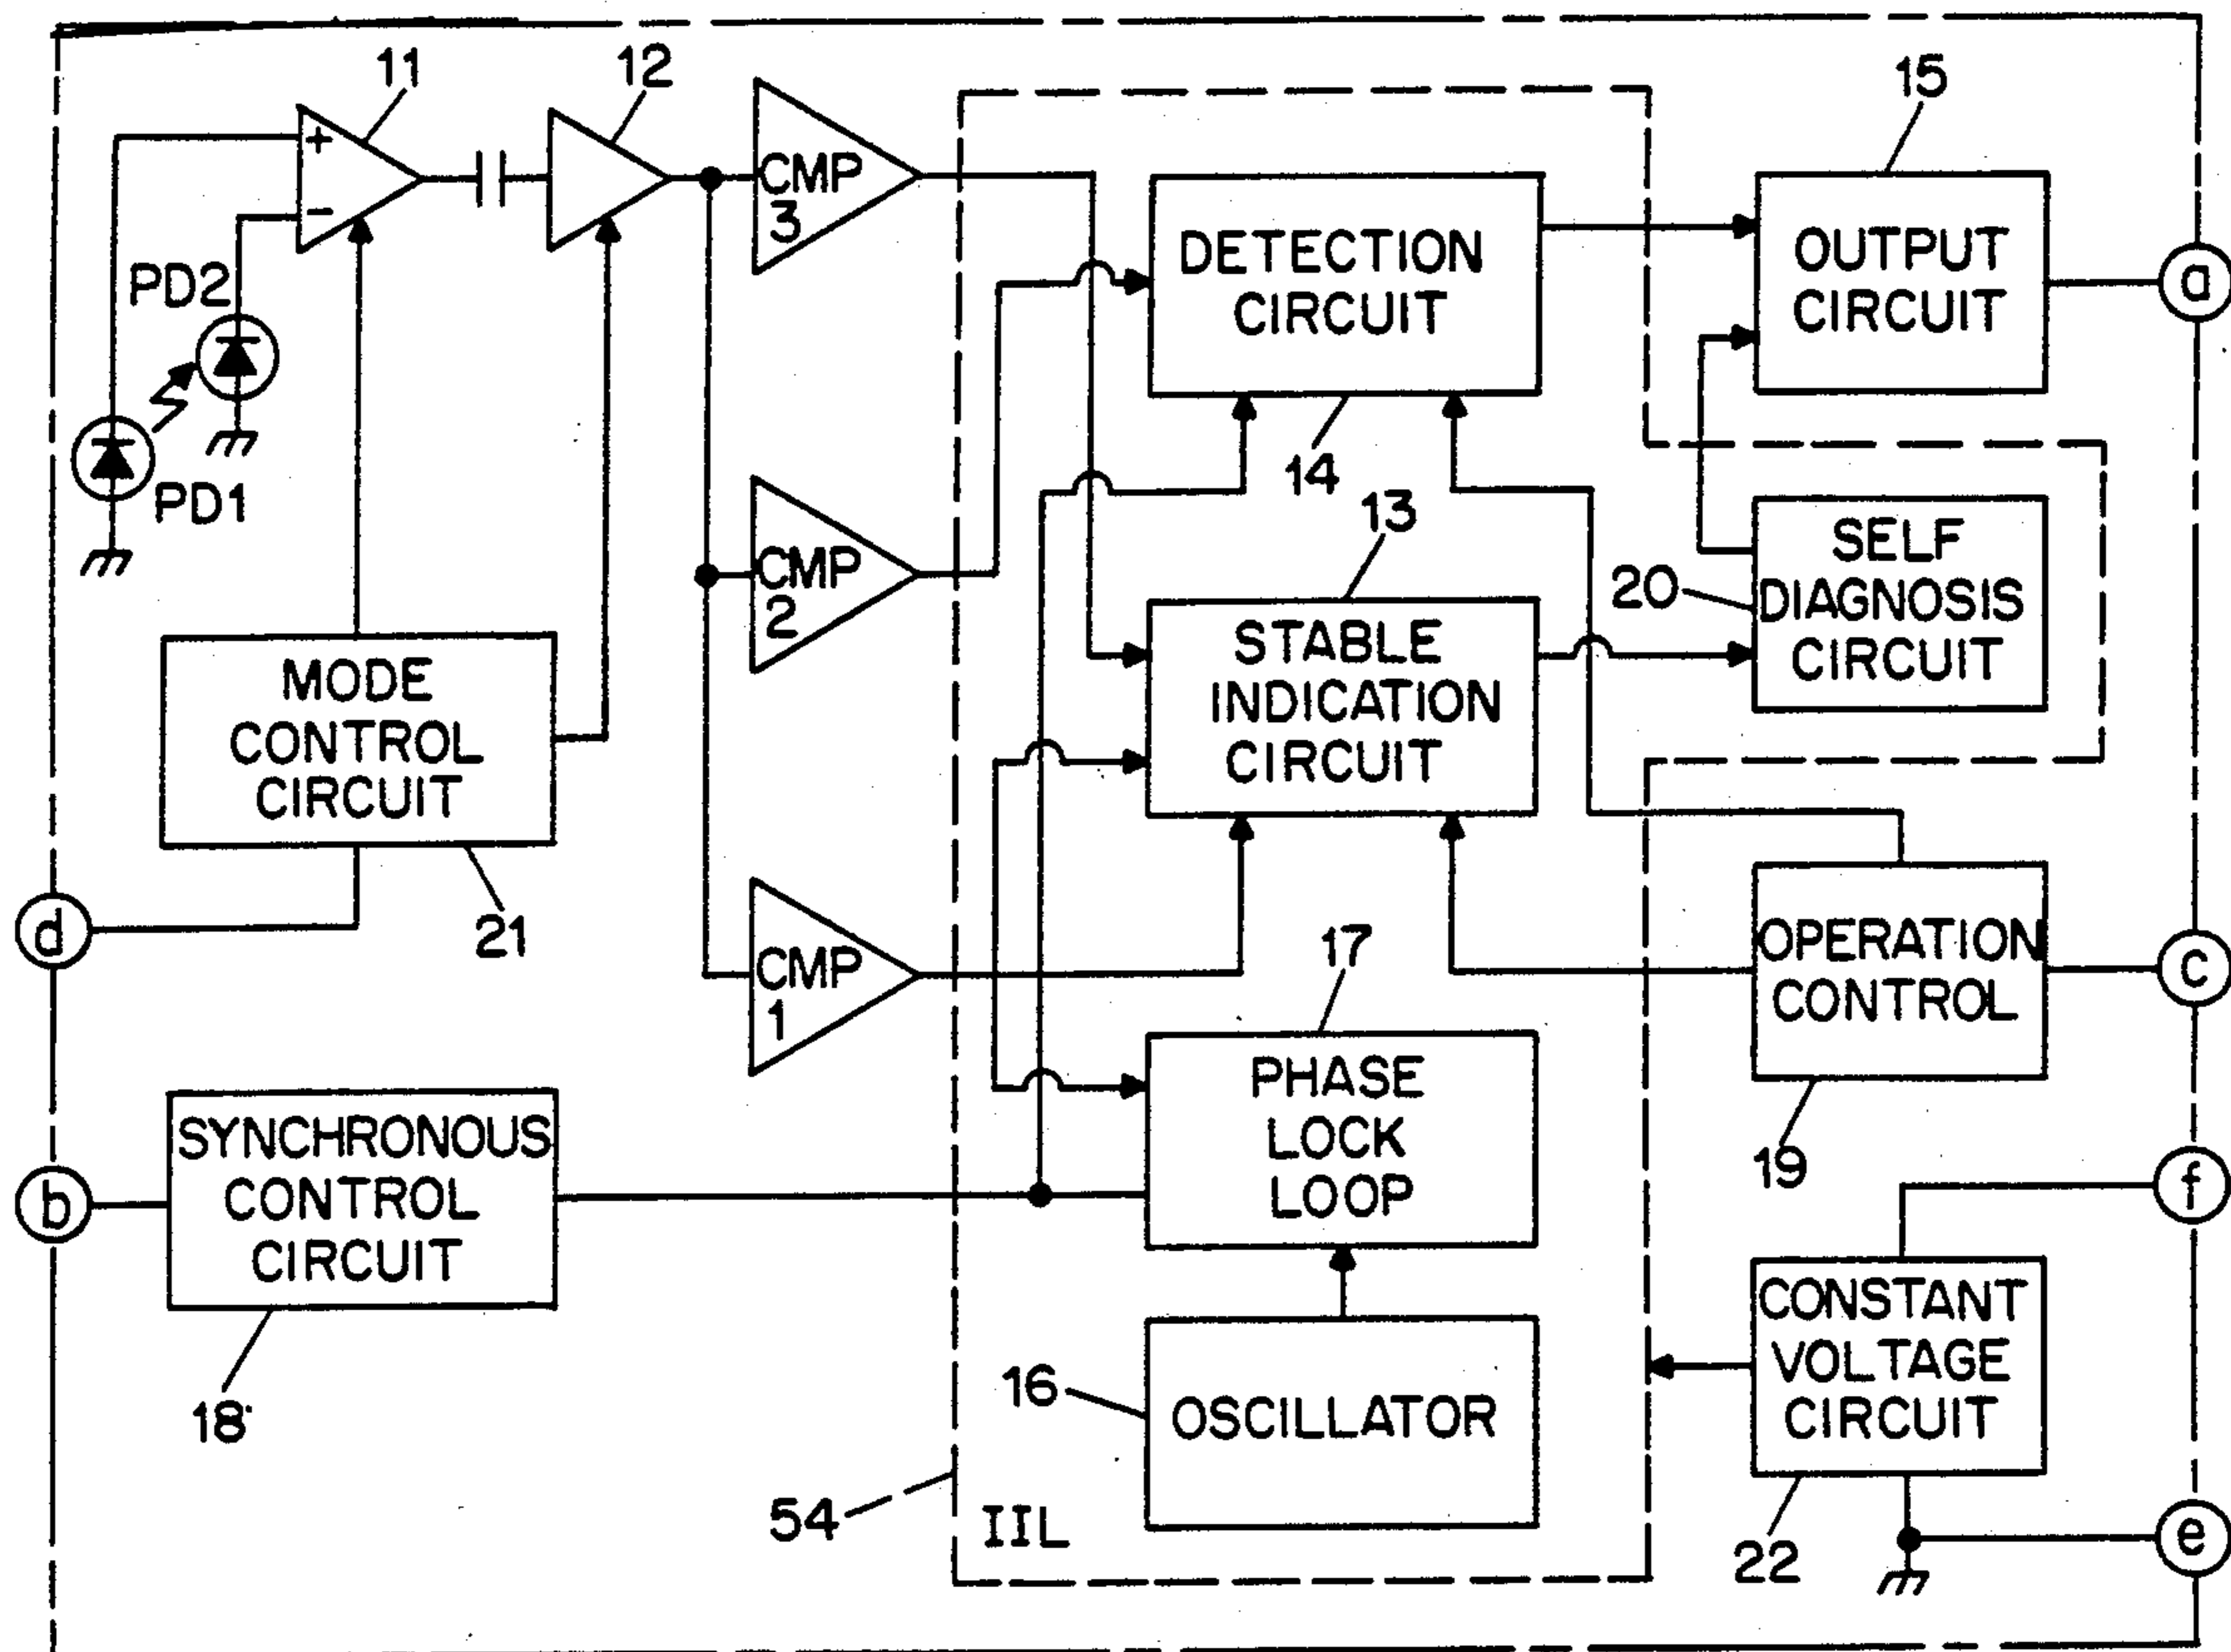 11
12
15
+
-
CMP
3
DETECTION
CIRCUIT
OUTPUT
CIRCUIT
a
PD2
PD1
14
13
CMP
2
SELF
DIAGNOSIS
CIRCUIT
20
MODE
CONTROL
CIRCUIT
STABLE
INDICATION
CIRCUIT
d
21
CMP
1
17
OPERATION
CONTROL
c
SYNCHRONOUS
CONTROL
CIRCUIT
b
PHASE
LOCK
LOOP
19
f
18
16
OSCILLATOR
CONSTANT
VOLTAGE
CIRCUIT
54
IIL
22
e